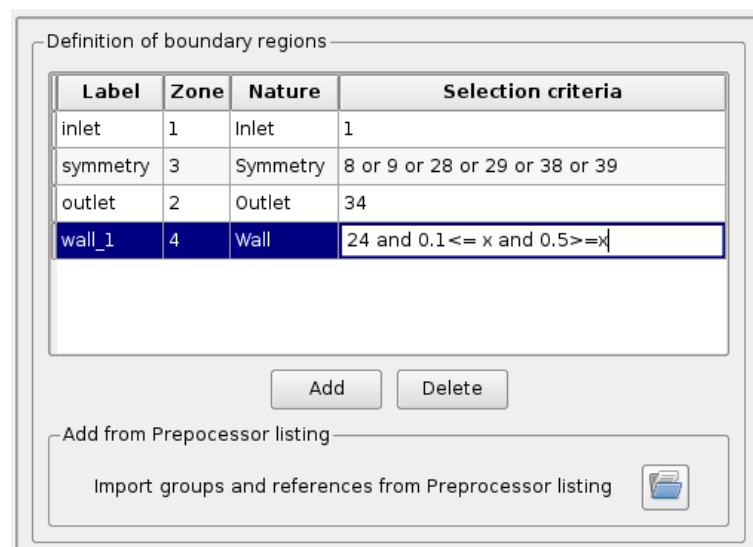 Definition of boundary regions
Label Zone Nature Selection criteria
inlet 1 Inlet 1
symmetry 3 Symmetry 8 or 9 or 28 or 29 or 38 or 39
outlet 2 Outlet 34
wall_1 4 Wall 24 and 0.1<= x and 0.5>=x
Add Delete
Add from Prepocessor listing
Import groups and references from Preprocessor listing